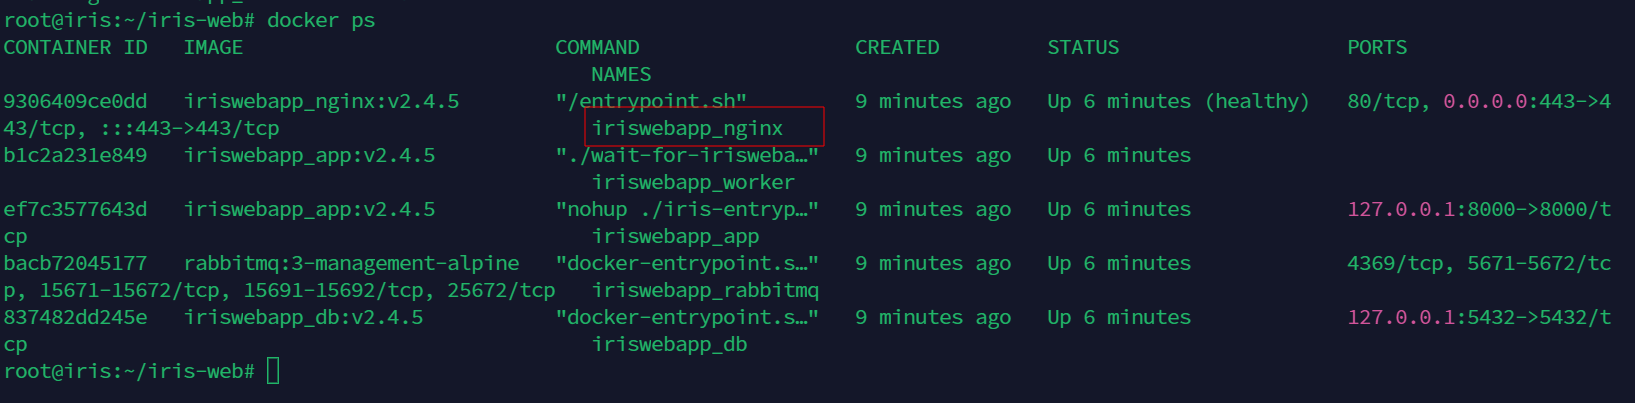 root@iris:~/iris-web# docker ps
CONTAINER ID   IMAGE                          COMMAND                  CREATED         STATUS                   PORTS
                                                 NAMES
9306409ce0dd   iriswebapp_nginx:v2.4.5        "/entrypoint.sh"         9 minutes ago   Up 6 minutes (healthy)   80/tcp, 0.0.0.0:443->4
43/tcp, :::443->443/tcp                          iriswebapp_nginx
b1c2a231e849   iriswebapp_app:v2.4.5          "./wait-for-irisweba…"   9 minutes ago   Up 6 minutes
                                                 iriswebapp_worker
ef7c3577643d   iriswebapp_app:v2.4.5          "nohup ./iris-entryp…"   9 minutes ago   Up 6 minutes             127.0.0.1:8000->8000/t
cp                                               iriswebapp_app
bacb72045177   rabbitmq:3-management-alpine   "docker-entrypoint.s…"   9 minutes ago   Up 6 minutes             4369/tcp, 5671-5672/tc
p, 15671-15672/tcp, 15691-15692/tcp, 25672/tcp   iriswebapp_rabbitmq
837482dd245e   iriswebapp_db:v2.4.5           "docker-entrypoint.s…"   9 minutes ago   Up 6 minutes             127.0.0.1:5432->5432/t
cp                                               iriswebapp_db
root@iris:~/iris-web#